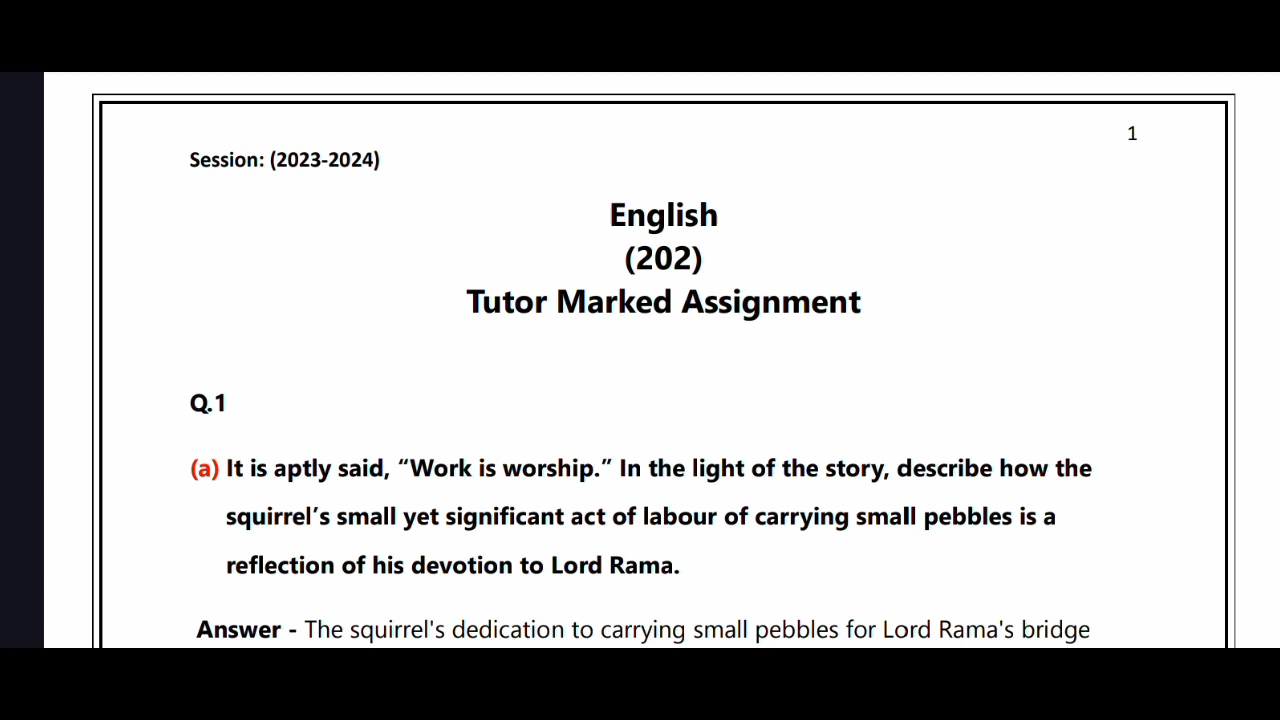 1
Session: (2023-2024)
English
(202)
Tutor Marked Assignment
Q.1
(a) It is aptly said, “Work is worship.” In the light of the story, describe how the
squirrel’s small yet significant act of labour of carrying small pebbles is a
reflection of his devotion to Lord Rama.
Answer - The squirrel's dedication to carrying small pebbles for Lord Rama's bridge